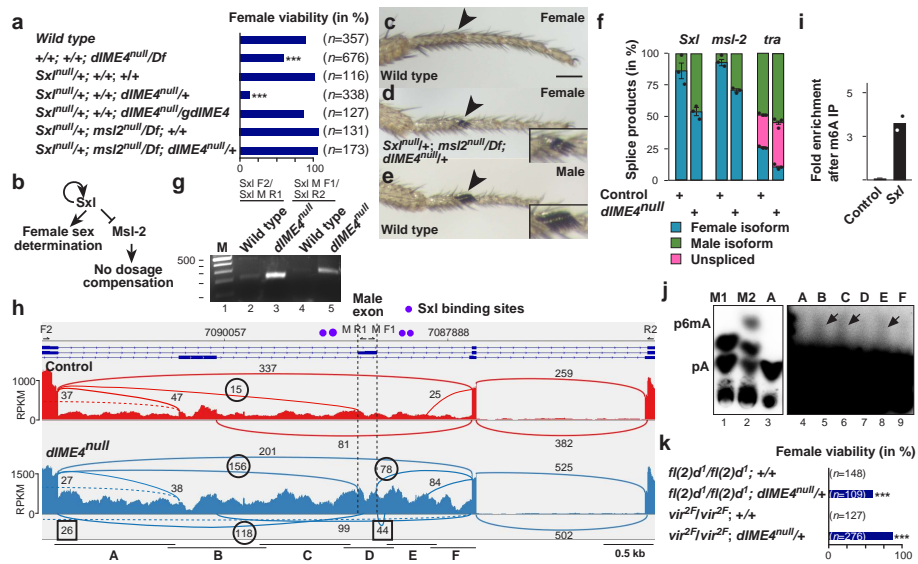 a
Female viability (in %)
Wild type (n=357)
+/+; +/+; dIME4null/Df *** (n=676)
Sxlnull/+; +/+; +/+ (n=116)
Sxlnull/+; +/+; dIME4null/+ *** (n=338)
Sxlnull/+; +/+; dIME4null/gdIME4 (n=127)
Sxlnull/+; msl2null/Df; +/+ (n=131)
Sxlnull/+; msl2null/Df; dIME4null/+ (n=173)
0 100
b
Sxl
Female sex determination
Msl-2
No dosage compensation
c
Female
Wild type
d
Female
Sxlnull/+; msl2null/Df;
dIME4null/+
e
Male
Wild type
f
Sxl msl-2 tra
Splice products (in %)
100
75
50
25
0
Control + + +
dIME4null + + +
Female isoform
Male isoform
Unspliced
g
Sxl F2/ Sxl M R1
Sxl M F1/ Sxl R2
M Wild type dIME4null Wild type dIME4null
500
1 2 3 4 5
h
Male exon
Sxl binding sites
F2 7090057 M R1 M F1 7087888 R2
Control
RPKM
1000
0
337
15
37
47
25
81
259
382
dIME4null
RPKM
1500
0
201
156
78
27
38
84
26
118
99
44
525
502
A B C D E F
0.5 kb
i
Fold enrichment
after m6A IP
5
3
Control
Sxl
j
M1 M2 A A B C D E F
p6mA
pA
1 2 3 4 5 6 7 8 9
k
Female viability (in %)
fl(2)d1/fl(2)d1; +/+ (n=148)
fl(2)d1/fl(2)d1; dIME4null/+ (n=109) ***
vir2F/vir2F; +/+ (n=127)
vir2F/vir2F; dIME4null/+ (n=276) ***
0 100